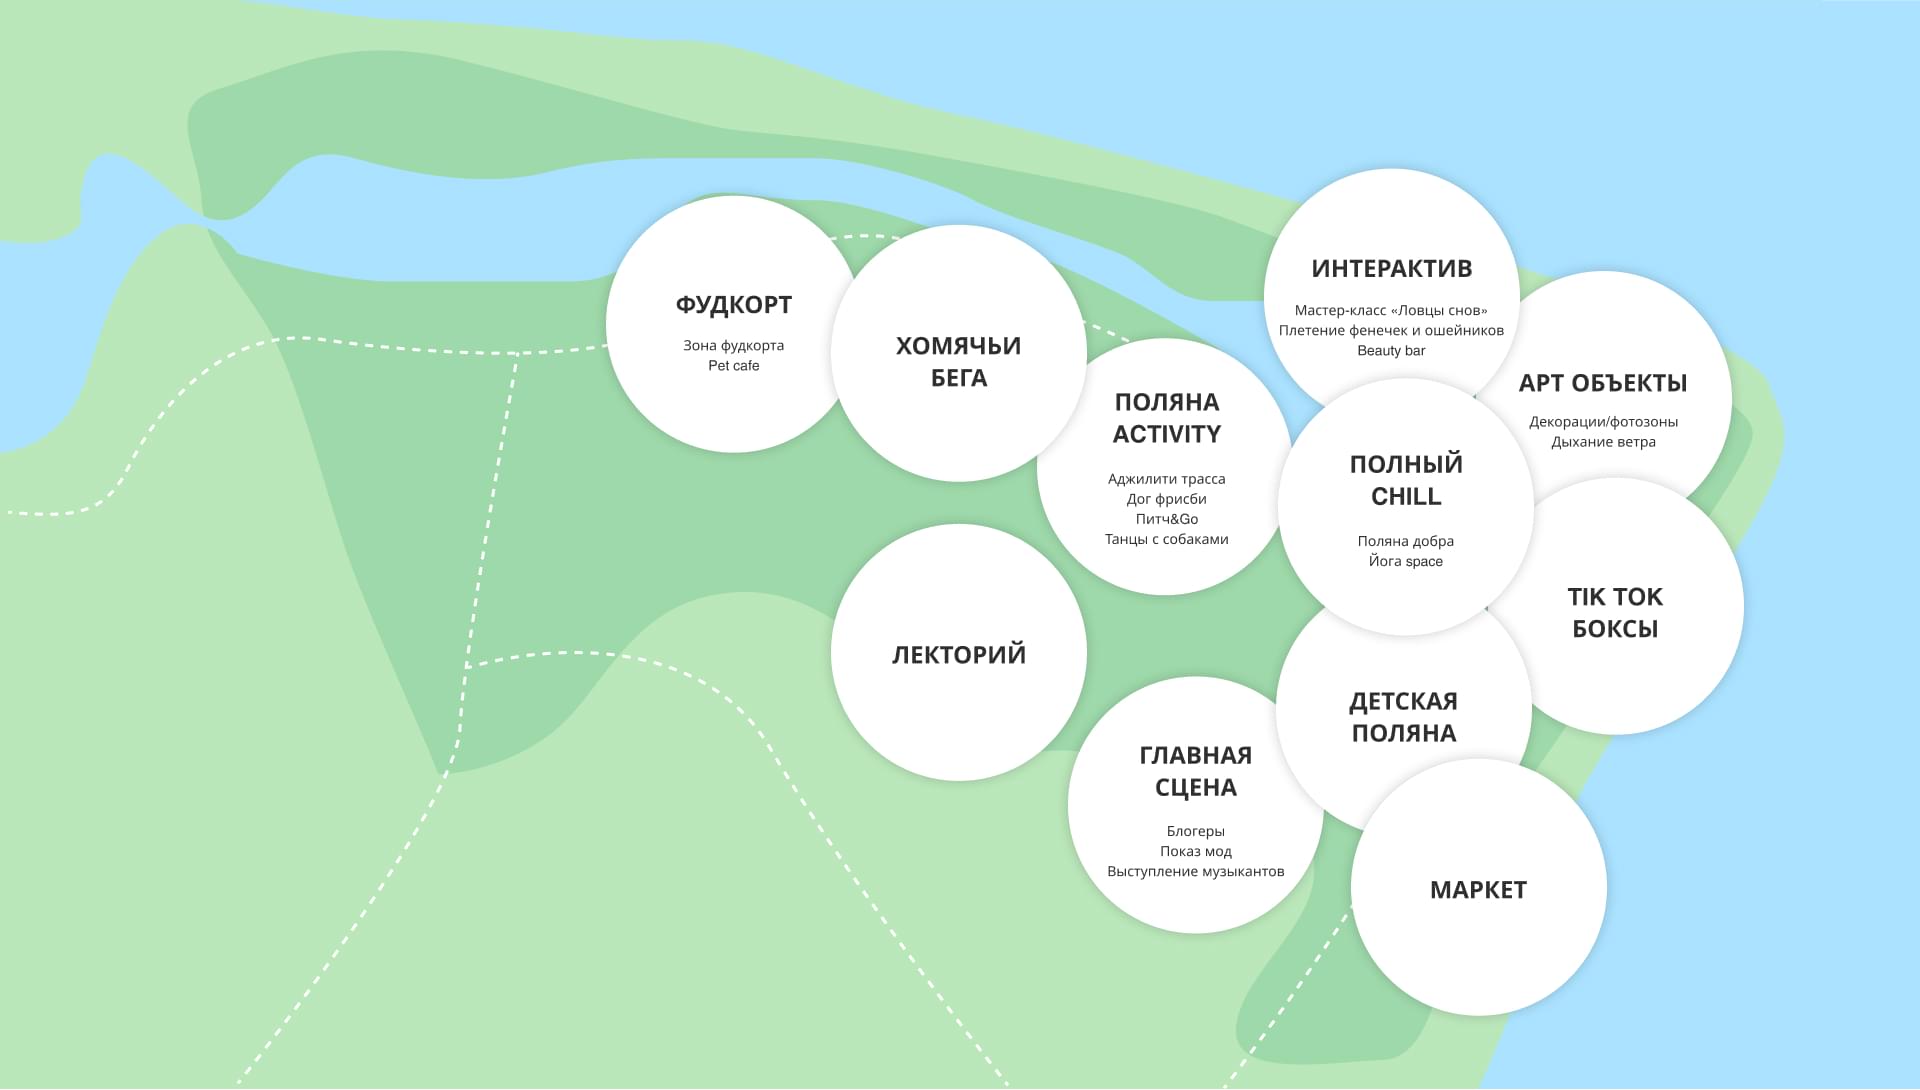 ФУДКОРТ
Зона фудкорта
Pet cafe
ХОМЯЧЬИ
БЕГА
ПОЛЯНА
ACTIVITY
Аджилити трасса
Дог фрисби
Питч&Go
Танцы с собаками
ИНТЕРАКТИВ
Мастер-класс «Ловцы снов»
Плетение фенечек и ошейников
Beauty bar
АРТ ОБЪЕКТЫ
Декорации/фотозоны
Дыхание ветра
ПОЛНЫЙ
CHILL
Поляна добра
Йога space
TIK TOK
БОКСЫ
ЛЕКТОРИЙ
ДЕТСКАЯ
ПОЛЯНА
ГЛАВНАЯ
СЦЕНА
Блогеры
Показ мод
Выступление музыкантов
МАРКЕТ